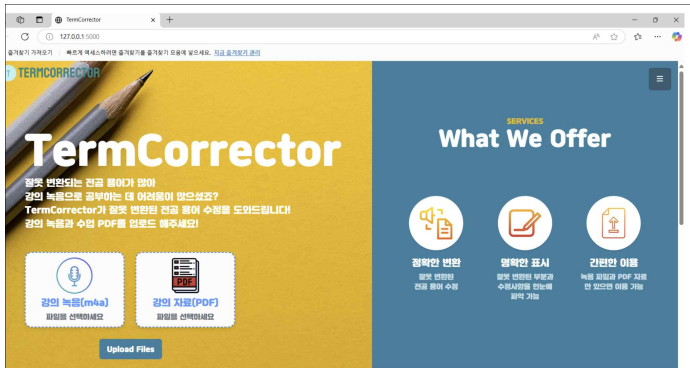 TermCorrector
127.0.0.1:5000
즐겨찾기 가져오기
빠르게 액세스하려면 즐겨찾기를 즐겨찾기 모음에 넣으세요. 지금 즐겨찾기 관리
TERMCORRECTOR
TermCorrector
잘못 변환되는 전공 용어가 많아
강의 녹음으로 공부하는 데 어려움이 많으셨죠?
TermCorrector가 잘못 변환된 전공 용어 수정을 도와드립니다!
강의 녹음과 수업 PDF를 업로드 해주세요!
강의 녹음(m4a)
파일을 선택하세요
PDF
강의 자료(PDF)
파일을 선택하세요
Upload Files
SERVICES
What We Offer
정확한 변환
잘못 변환된
전공 용어 수정
명확한 표시
잘못 변환된 부분과
수정사항을 한눈에
파악 가능
간편한 이용
녹음 파일과 PDF 자료
만 있으면 이용 가능